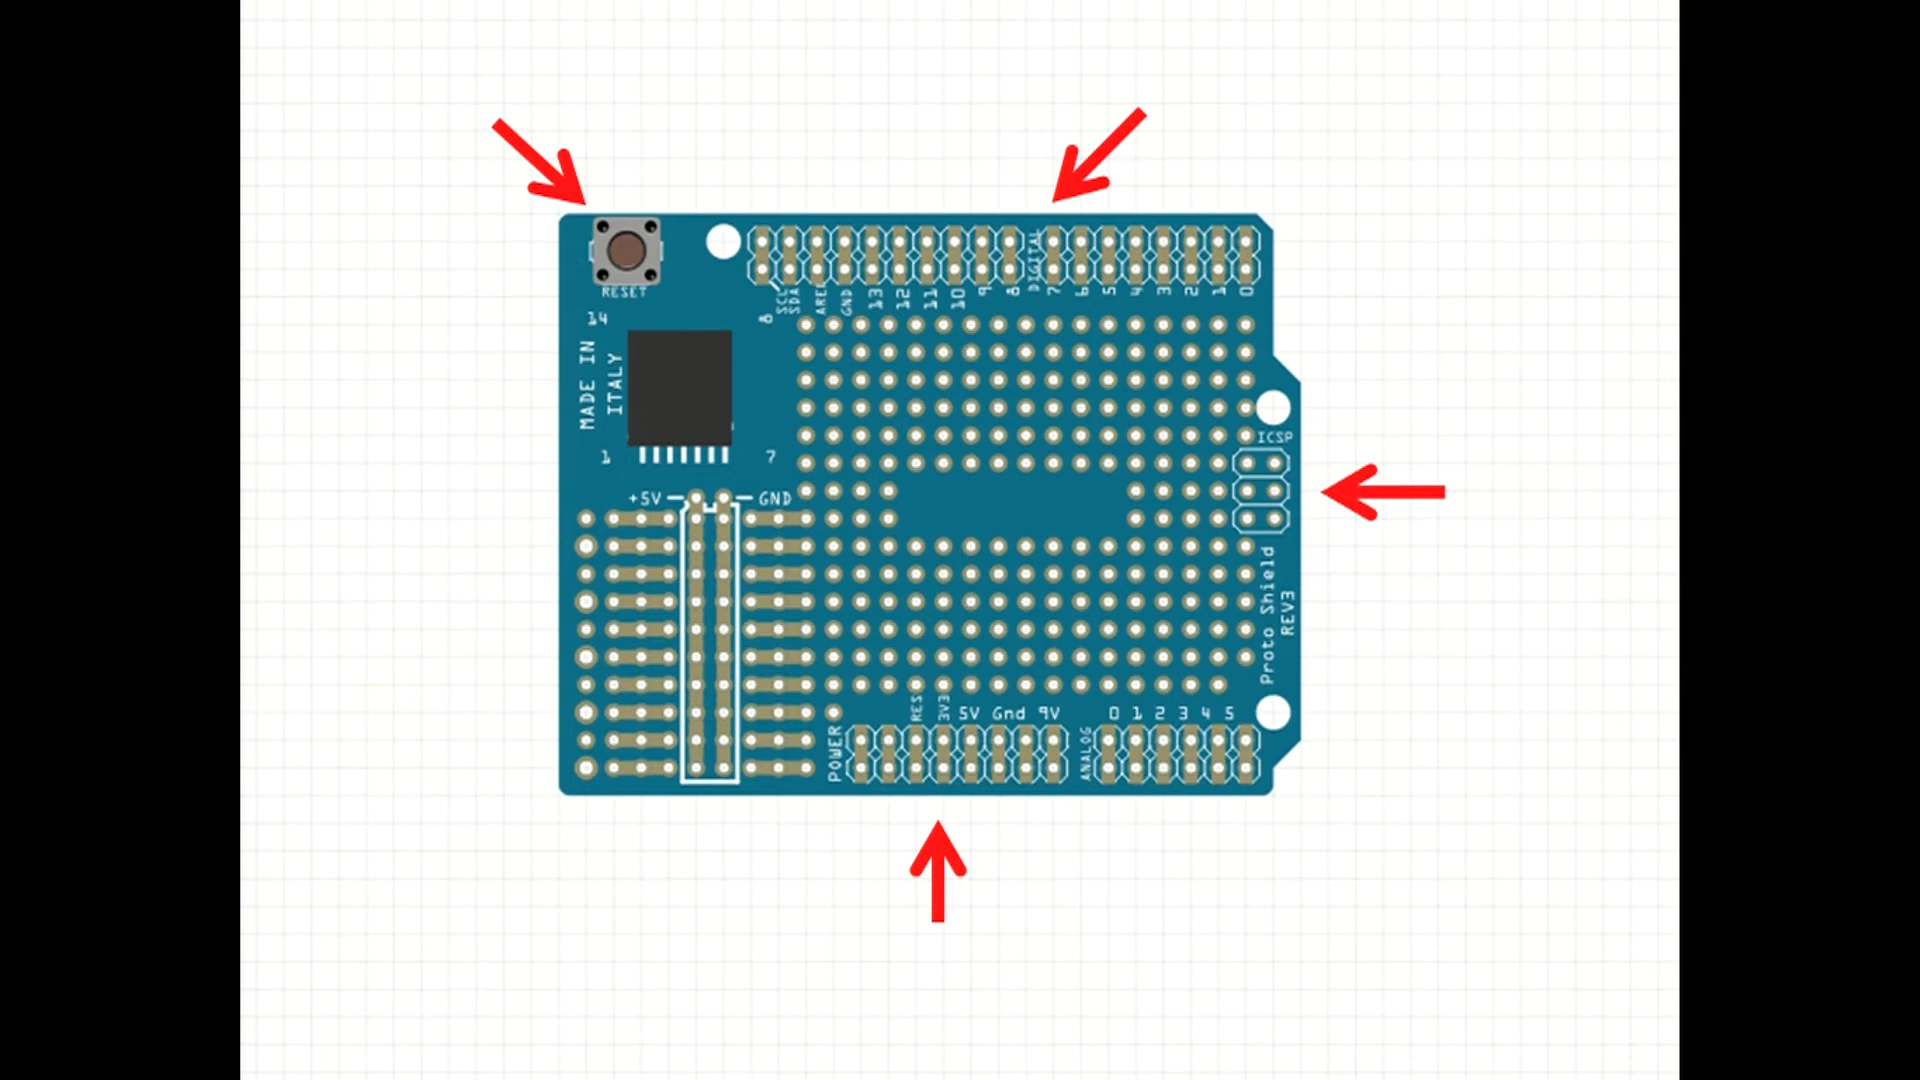 RESET
SCL
SDA
AREF
GND
13
12
11
10
9
8
DIGITAL
7
6
5
4
3
2
1
0
14
8
MADE IN
ITALY
1
7
ICSP
+5V
GND
Proto Shield
REV3
RES
3V3
5V Gnd 9V
0 1 2 3 4 5
POWER
ANALOG